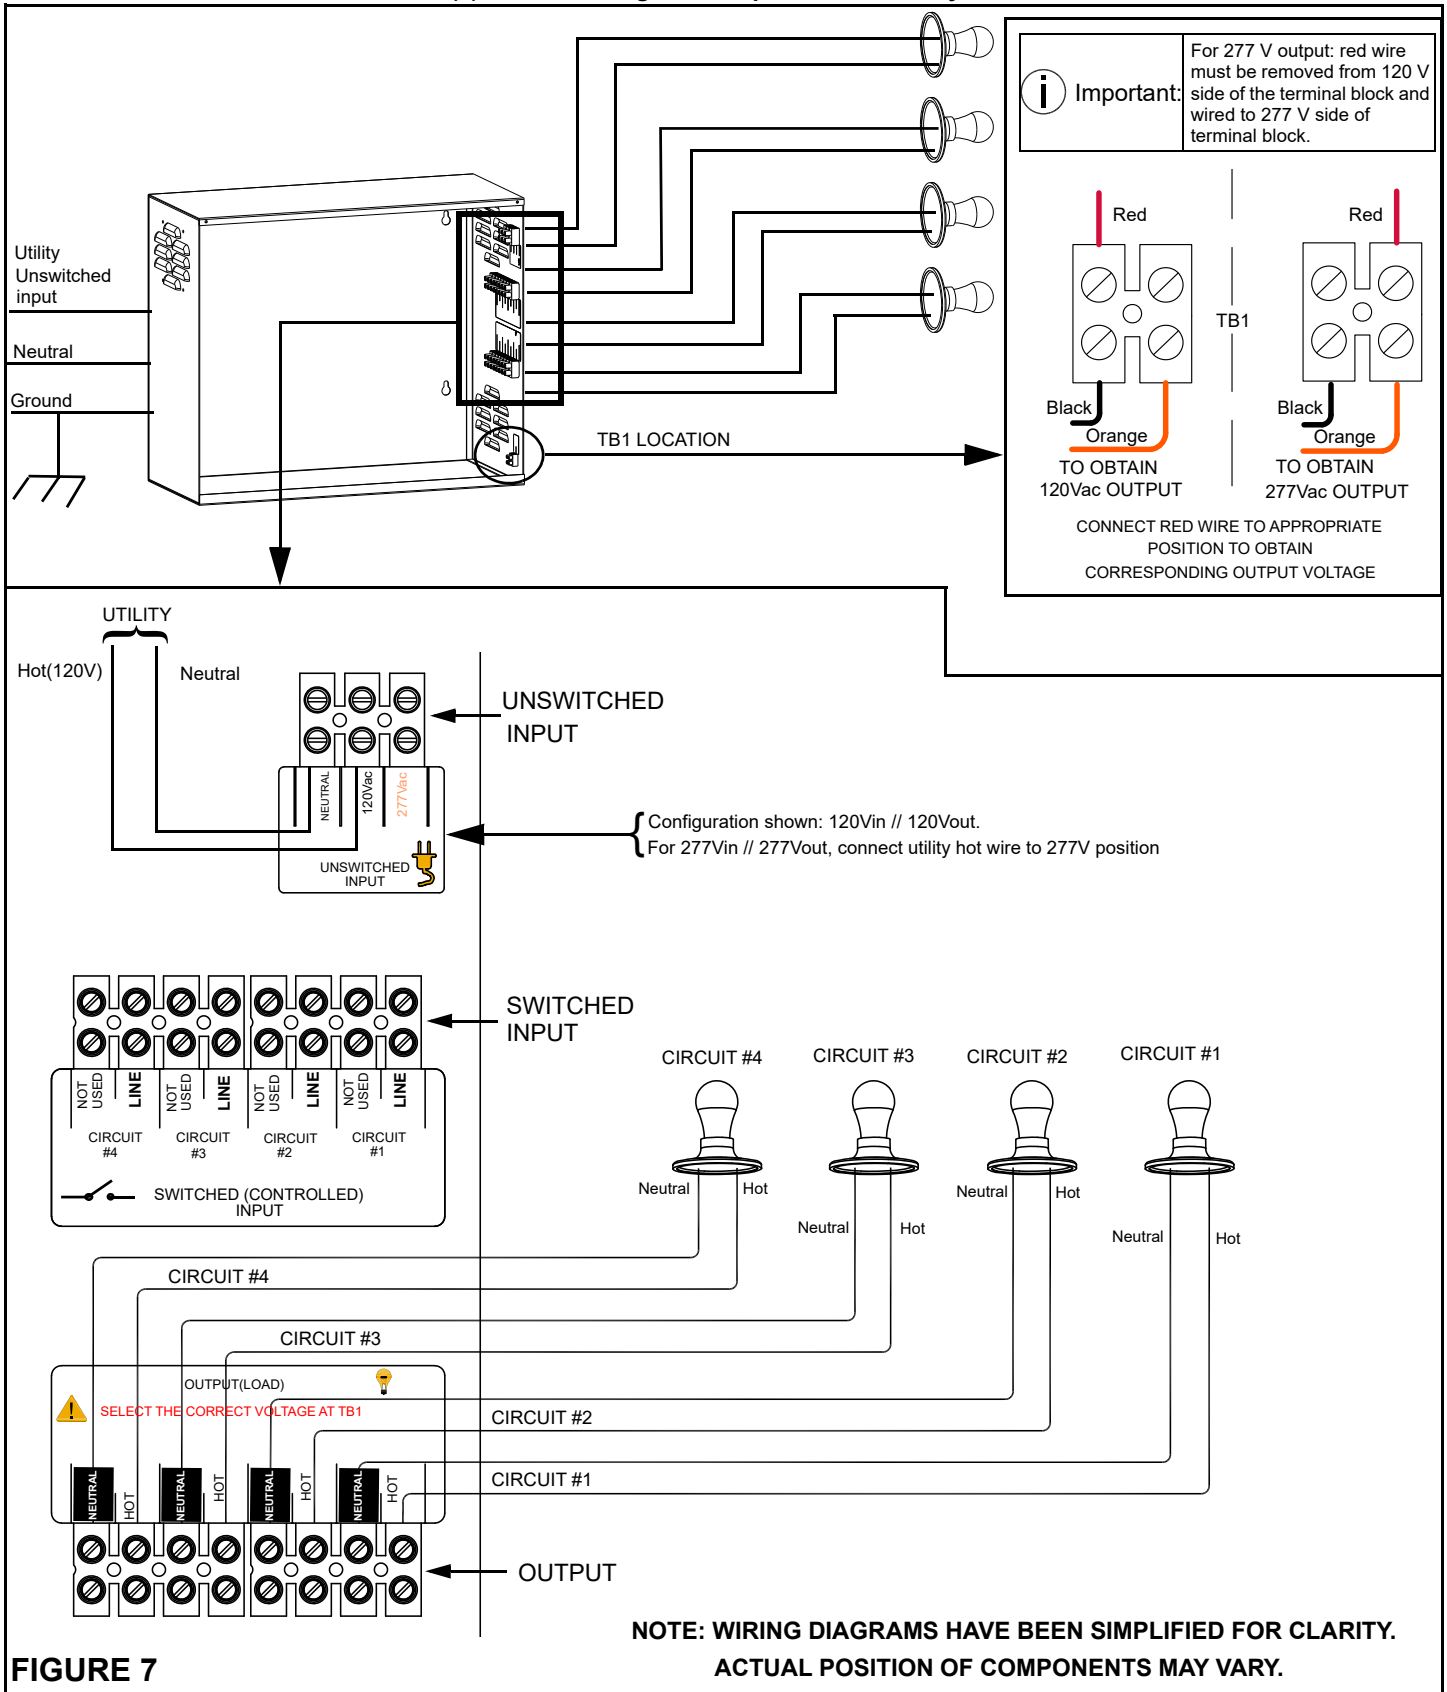 Important:
For 277 V output: red wire
must be removed from 120 V
side of the terminal block and
wired to 277 V side of
terminal block.
Red
Red
TB1
Black
Orange
Black
Orange
TO OBTAIN
120Vac OUTPUT
TO OBTAIN
277Vac OUTPUT
CONNECT RED WIRE TO APPROPRIATE
POSITION TO OBTAIN
CORRESPONDING OUTPUT VOLTAGE
Utility
Unswitched
input
Neutral
Ground
TB1 LOCATION
UTILITY
Hot(120V)
Neutral
UNSWITCHED
INPUT
NEUTRAL
120Vac
277Vac
UNSWITCHED
INPUT
Configuration shown: 120Vin // 120Vout.
For 277Vin // 277Vout, connect utility hot wire to 277V position
SWITCHED
INPUT
NOT
USED
LINE
NOT
USED
LINE
NOT
USED
LINE
NOT
USED
LINE
CIRCUIT
#4
CIRCUIT
#3
CIRCUIT
#2
CIRCUIT
#1
SWITCHED (CONTROLLED)
INPUT
CIRCUIT #4
CIRCUIT #3
CIRCUIT #2
CIRCUIT #1
Neutral
Hot
Neutral
Hot
Neutral
Hot
Neutral
Hot
CIRCUIT #4
CIRCUIT #3
CIRCUIT #2
CIRCUIT #1
OUTPUT(LOAD)
SELECT THE CORRECT VOLTAGE AT TB1
NEUTRAL
HOT
NEUTRAL
HOT
NEUTRAL
HOT
NEUTRAL
HOT
OUTPUT
NOTE: WIRING DIAGRAMS HAVE BEEN SIMPLIFIED FOR CLARITY.
ACTUAL POSITION OF COMPONENTS MAY VARY.
FIGURE 7